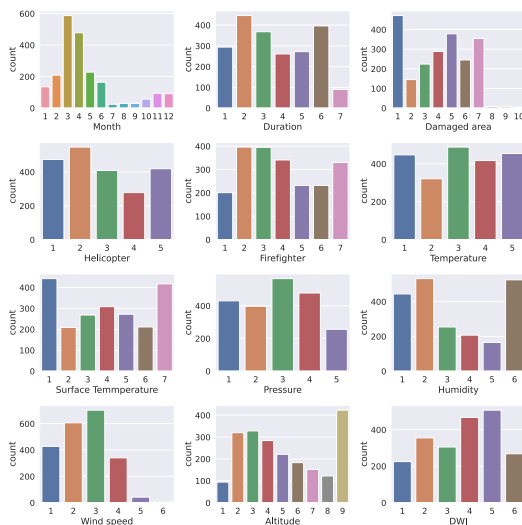 count
600
400
200
0
1 2 3 4 5 6 7 8 9 10 11 12
Month
count
400
300
200
100
0
1 2 3 4 5 6 7
Duration
count
400
300
200
100
0
1 2 3 4 5 6 7 8 9 10
Damaged area
count
400
200
0
1 2 3 4 5
Helicopter
count
400
300
200
100
0
1 2 3 4 5 6 7
Firefighter
count
400
200
0
1 2 3 4 5
Temperature
count
400
300
200
100
0
1 2 3 4 5 6 7
Surface Temmperature
count
400
200
0
1 2 3 4 5
Pressure
count
400
200
0
1 2 3 4 5 6
Humidity
count
600
400
200
0
1 2 3 4 5 6
Wind speed
count
400
300
200
100
0
1 2 3 4 5 6 7 8 9
Altitude
count
400
200
0
1 2 3 4 5 6
DWI